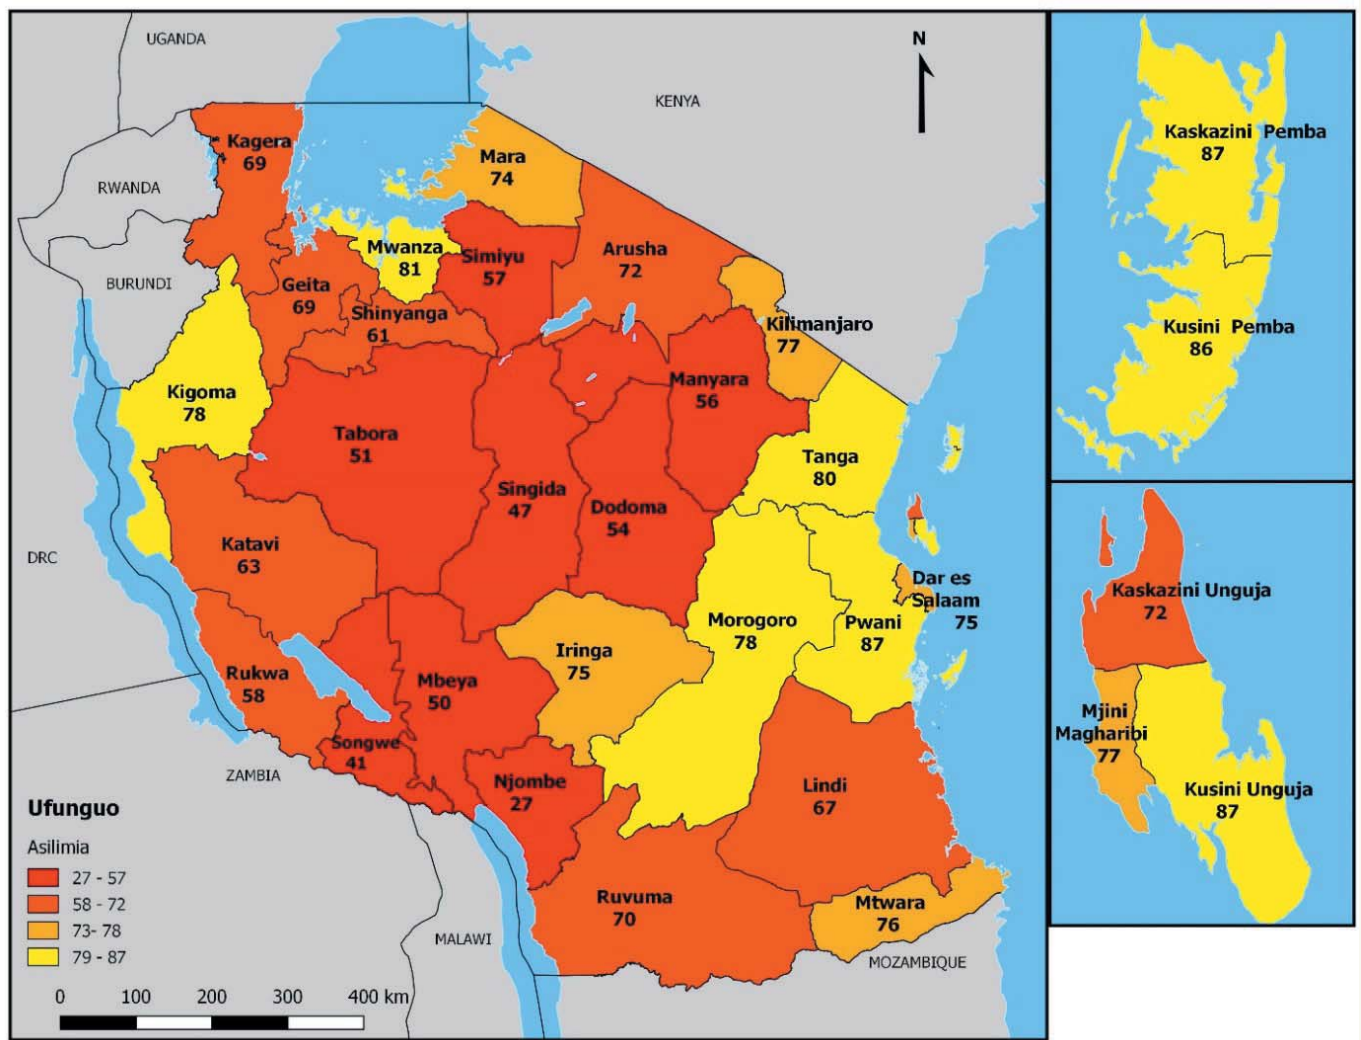 UGANDA
N
KENYA
Kagera
69
Mara
74
RWANDA
Mwanza
81
Simiyu
57
Arusha
72
BURUNDI
Geita
69
Shinyanga
61
Kilimanjaro
77
Kigoma
78
Manyara
56
Tabora
51
Tanga
80
Singida
47
Dodoma
54
DRC
Katavi
63
Dar es
Salaam
75
Morogoro
78
Pwani
87
Iringa
75
Rukwa
58
Mbeya
50
Songwe
41
ZAMBIA
Njombe
27
Lindi
67
Ruvuma
70
Mtwara
76
MALAWI
MOZAMBIQUE
Ufunguo
Asilimia
27 - 57
58 - 72
73- 78
79 - 87
0 100 200 300 400 km
Kaskazini Pemba
87
Kusini Pemba
86
Kaskazini Unguja
72
Mjini
Magharibi
77
Kusini Unguja
87